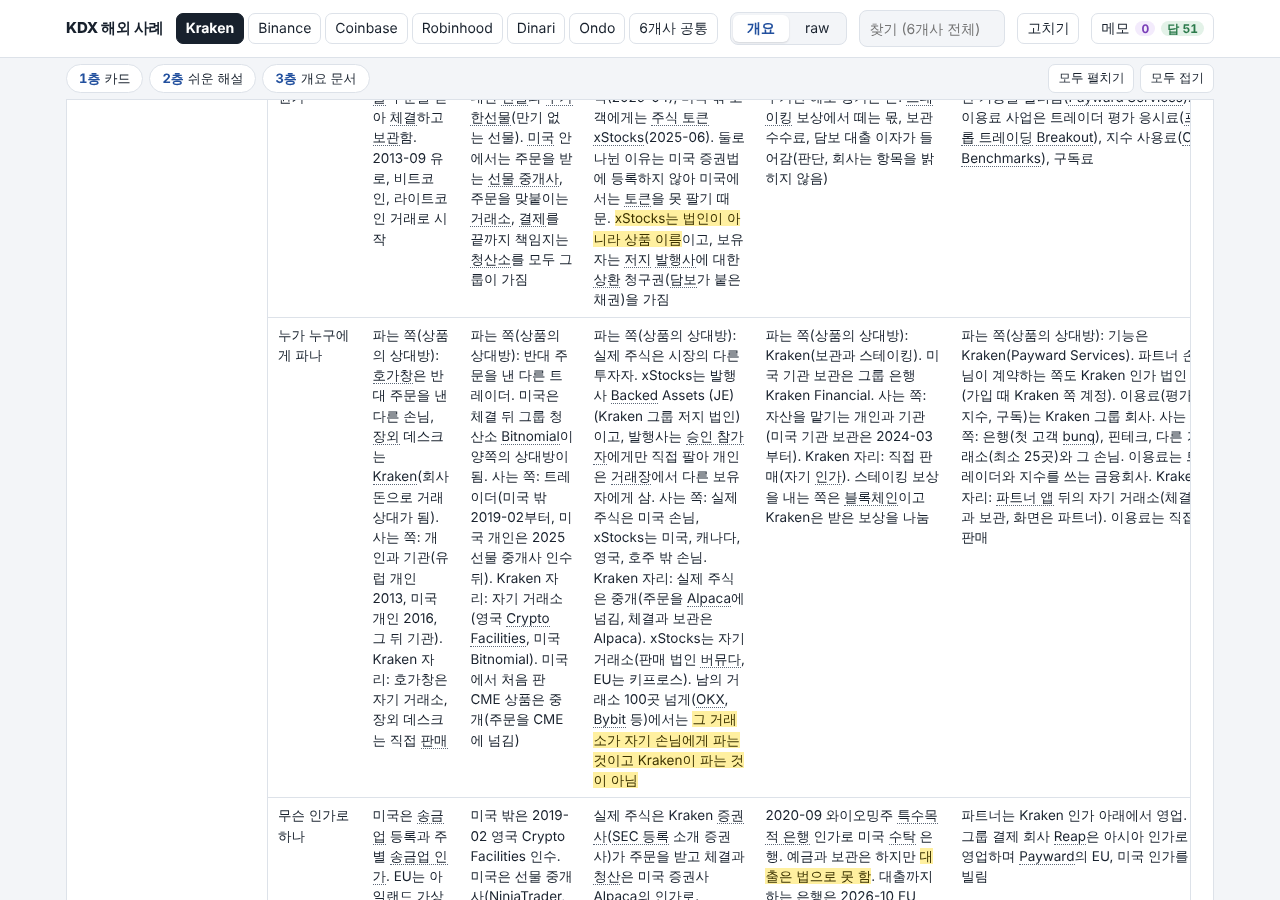 KDX 해외 사례 Kraken Binance Coinbase Robinhood Dinari Ondo 6개사 공통 개요 raw 찾기 (6개사 전체) 고치기 메모 0 답 51
1층 카드 2층 쉬운 해설 3층 개요 문서 모두 펼치기 모두 접기
체결하고
보관함.
2013-09 유
로, 비트코
인, 라이트코
인 거래로 시
작
한선물(만기 없
는 선물). 미국 안
에서는 주문을 받
는 선물 중개사,
주문을 맞붙이는
거래소, 결제를
끝까지 책임지는
청산소를 모두 그
룹이 가짐
객에게는 주식 토큰
xStocks(2025-06). 둘로
나뉜 이유는 미국 증권법
에 등록하지 않아 미국에
서는 토큰을 못 팔기 때
문. xStocks는 법인이 아
니라 상품 이름이고, 보유
자는 저지 발행사에 대한
상환 청구권(담보가 붙은
채권)을 가짐
이킹 보상에서 떼는 몫, 보관
수수료, 담보 대출 이자가 들
어감(판단, 회사는 항목을 밝
히지 않음)
이용료 사업은 트레이더 평가 응시료(프
롭 트레이딩 Breakout), 지수 사용료(C
Benchmarks), 구독료
누가 누구에
게 파나
파는 쪽(상품
의 상대방):
호가창은 반
대 주문을 낸
다른 손님,
장외 데스크
는
Kraken(회사
돈으로 거래
상대가 됨).
사는 쪽: 개
인과 기관(유
럽 개인
2013, 미국
개인 2016,
그 뒤 기관).
Kraken 자
리: 호가창은
자기 거래소,
장외 데스크
는 직접 판매
파는 쪽(상품의
상대방): 반대 주
문을 낸 다른 트
레이더. 미국은
체결 뒤 그룹 청
산소 Bitnomial이
양쪽의 상대방이
됨. 사는 쪽: 트레
이더(미국 밖
2019-02부터, 미
국 개인은 2025
선물 중개사 인수
뒤). Kraken 자
리: 자기 거래소
(영국 Crypto
Facilities, 미국
Bitnomial). 미국
에서 처음 판
CME 상품은 중
개(주문을 CME
에 넘김)
파는 쪽(상품의 상대방):
실제 주식은 시장의 다른
투자자. xStocks는 발행
사 Backed Assets (JE)
(Kraken 그룹 저지 법인)
이고, 발행사는 승인 참가
자에게만 직접 팔아 개인
은 거래장에서 다른 보유
자에게 삼. 사는 쪽: 실제
주식은 미국 손님,
xStocks는 미국, 캐나다,
영국, 호주 밖 손님.
Kraken 자리: 실제 주식
은 중개(주문을 Alpaca에
넘김, 체결과 보관은
Alpaca). xStocks는 자기
거래소(판매 법인 버뮤다,
EU는 키프로스). 남의 거
래소 100곳 넘게(OKX,
Bybit 등)에서는 그 거래
소가 자기 손님에게 파는
것이고 Kraken이 파는 것
이 아님
파는 쪽(상품의 상대방):
Kraken(보관과 스테이킹). 미
국 기관 보관은 그룹 은행
Kraken Financial. 사는 쪽:
자산을 맡기는 개인과 기관
(미국 기관 보관은 2024-03
부터). Kraken 자리: 직접 판
매(자기 인가). 스테이킹 보상
을 내는 쪽은 블록체인이고
Kraken은 받은 보상을 나눔
파는 쪽(상품의 상대방): 기능은
Kraken(Payward Services). 파트너 손
님이 계약하는 쪽도 Kraken 인가 법인
(가입 때 Kraken 쪽 계정). 이용료(평가
지수, 구독)는 Kraken 그룹 회사. 사는
쪽: 은행(첫 고객 bunq), 핀테크, 다른 거
래소(최소 25곳)와 그 손님. 이용료는 트
레이더와 지수를 쓰는 금융회사. Krake
자리: 파트너 앱 뒤의 자기 거래소(체결
과 보관, 화면은 파트너). 이용료는 직접
판매
무슨 인가로
하나
미국은 송금
업 등록과 주
별 송금업 인
가. EU는 아
일랜드 가상
미국 밖은 2019-
02 영국 Crypto
Facilities 인수.
미국은 선물 중개
사(NinjaTrader,
실제 주식은 Kraken 증권
사(SEC 등록 소개 증권
사)가 주문을 받고 체결과
청산은 미국 증권사
Alpaca의 인가로.
2020-09 와이오밍주 특수목
적 은행 인가로 미국 수탁 은
행. 예금과 보관은 하지만 대
출은 법으로 못 함. 대출까지
하는 은행은 2026-10 EU
파트너는 Kraken 인가 아래에서 영업.
그룹 결제 회사 Reap은 아시아 인가로
영업하며 Payward의 EU, 미국 인가를
빌림